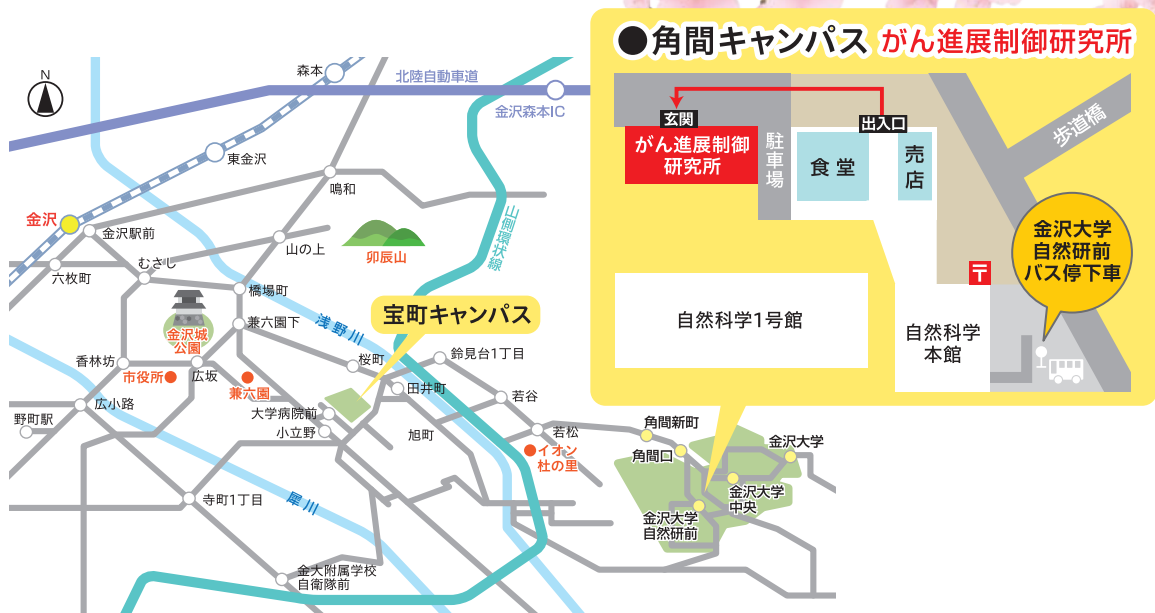 ●角間キャンパス がん進展制御研究所
玄関
がん進展制御
研究所
駐車場
出入口
食堂
売店
歩道橋
金沢大学
自然研前
バス停下車
〒
自然科学1号館
自然科学
本館
N
森本
北陸自動車道
金沢森本IC
東金沢
鳴和
山側環状線
金沢
金沢駅前
山の上
卯辰山
六枚町
むさし
橋場町
金沢城
公園
兼六園下
浅野川
宝町キャンパス
香林坊
市役所
広坂
兼六園
桜町
鈴見台1丁目
田井町
若谷
広小路
野町駅
大学病院前
小立野
旭町
若松
イオン
杜の里
角間新町
角間口
金沢大学
金沢大学
中央
金沢大学
自然研前
寺町1丁目
犀川
金大附属学校
自衛隊前